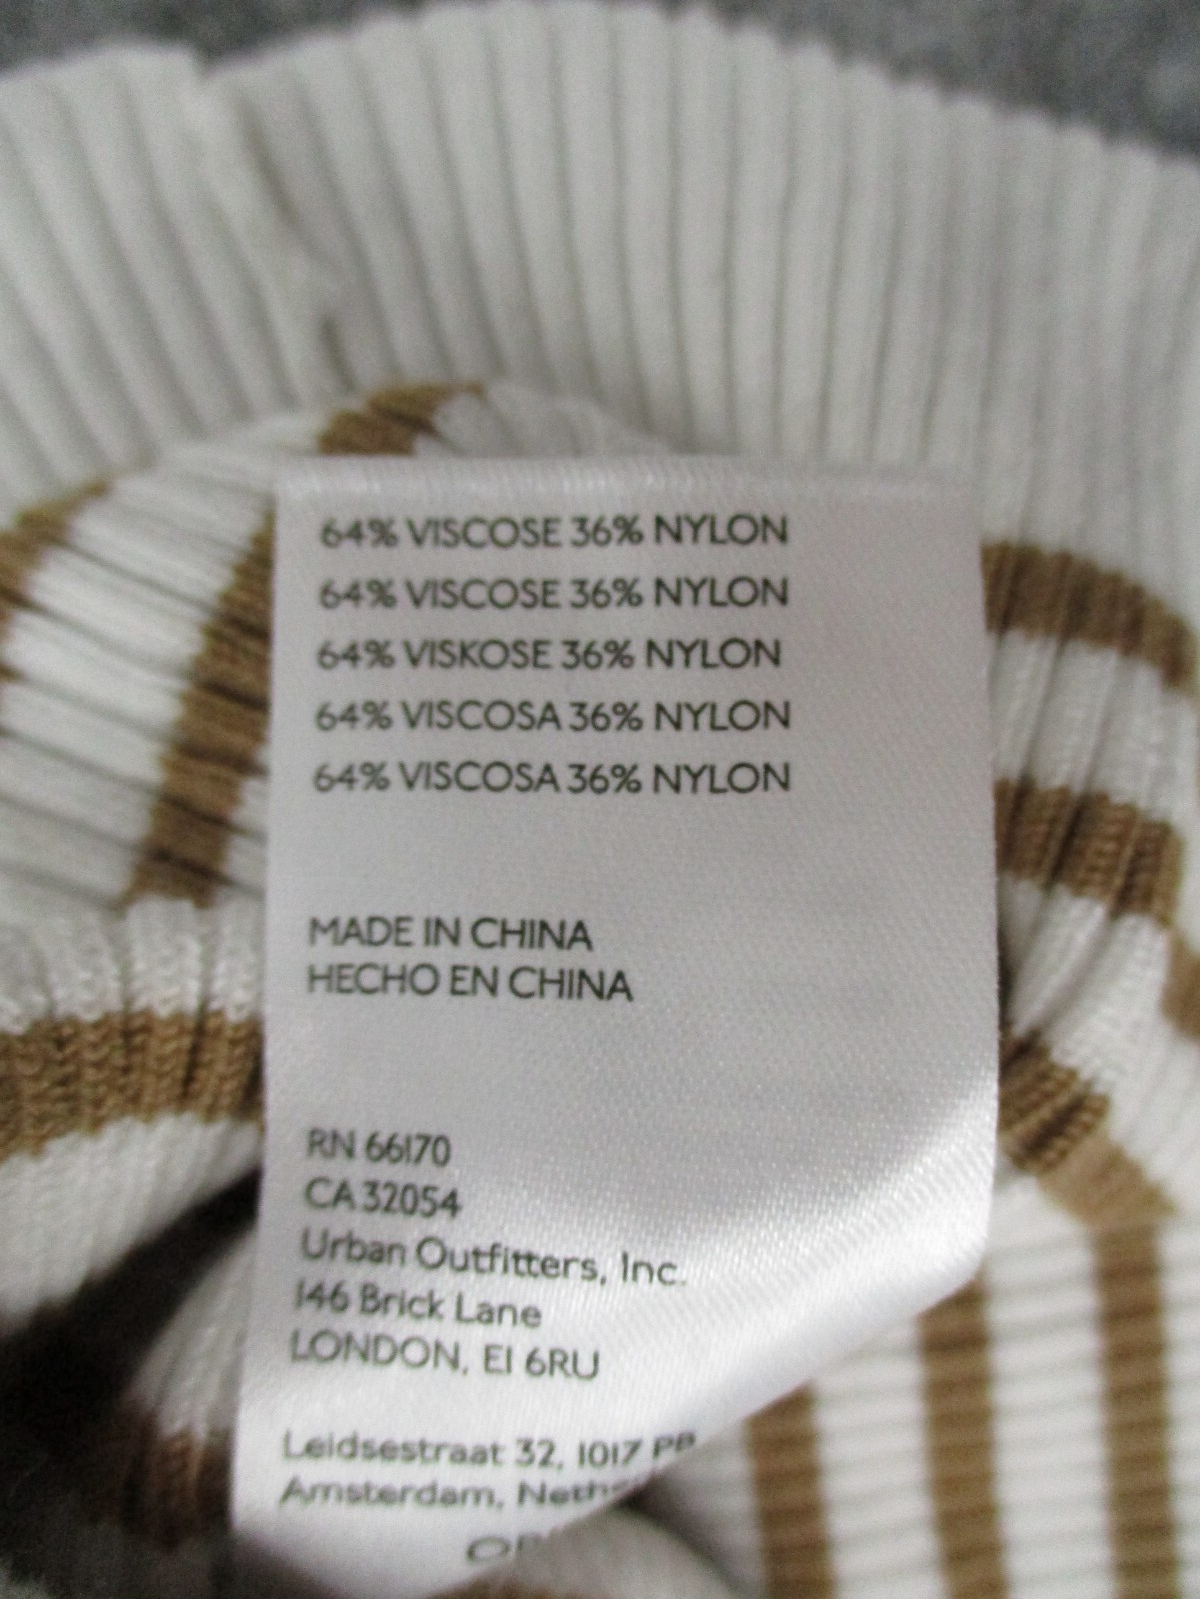 64% VISCOSE 36% NYLON
64% VISCOSE 36% NYLON
64% VISKOSE 36% NYLON
64% VISCOSA 36% NYLON
64% VISCOSA 36% NYLON
MADE IN CHINA
HECHO EN CHINA
RN 66170
CA 32054
Urban Outfitters, Inc.
146 Brick Lane
LONDON, E1 6RU
Leidsestraat 32, 1017 PB
Amsterdam,